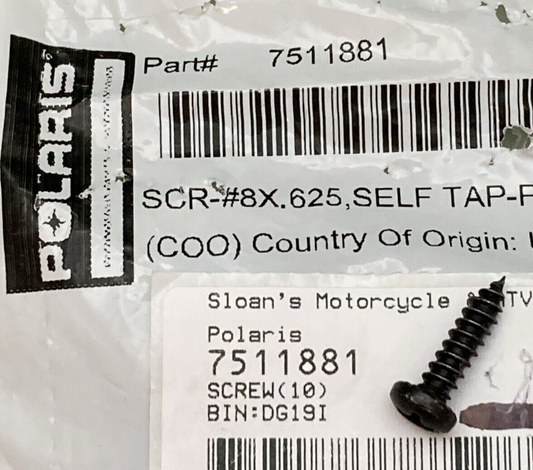 POLARIS
Part# 7511881
SCR-#8X.625,SELF TAP-
(COO) Country Of Origin:
Sloan's Motorcycle & ATV
Polaris
7511881
SCREW(10)
BIN:DG19I